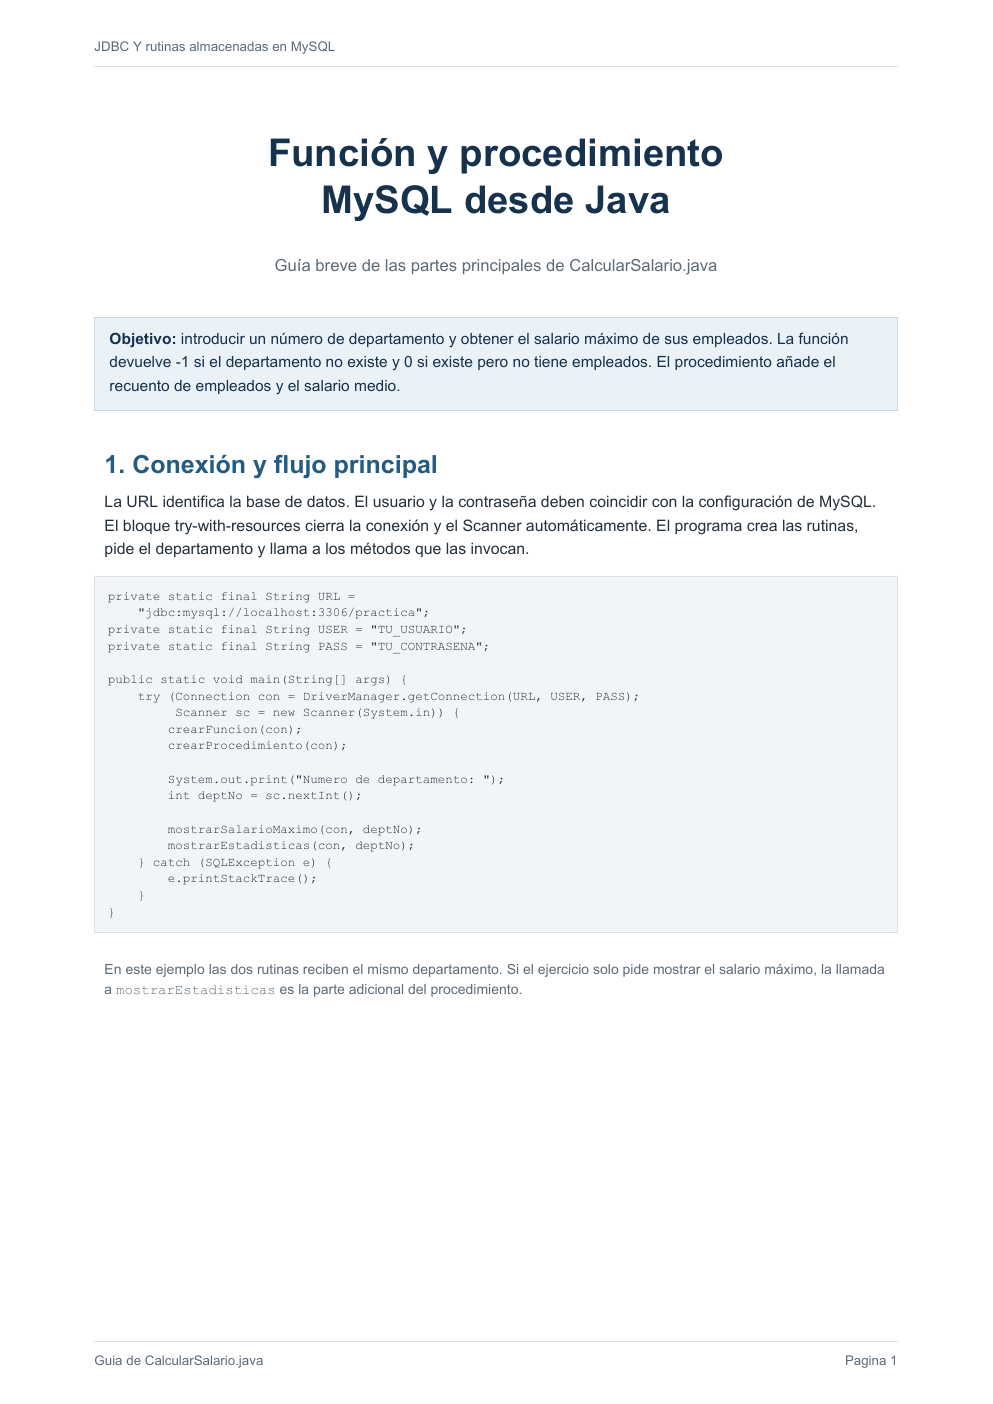 JDBC Y rutinas almacenadas en MySQL
Función y procedimiento
MySQL desde Java
Guía breve de las partes principales de CalcularSalario.java
Objetivo: introducir un número de departamento y obtener el salario máximo de sus empleados. La función
devuelve -1 si el departamento no existe y 0 si existe pero no tiene empleados. El procedimiento añade el
recuento de empleados y el salario medio.
1. Conexión y flujo principal
La URL identifica la base de datos. El usuario y la contraseña deben coincidir con la configuración de MySQL.
El bloque try-with-resources cierra la conexión y el Scanner automáticamente. El programa crea las rutinas,
pide el departamento y llama a los métodos que las invocan.
private static final String URL =
    "jdbc:mysql://localhost:3306/practica";
private static final String USER = "TU_USUARIO";
private static final String PASS = "TU_CONTRASENA";

public static void main(String[] args) {
    try (Connection con = DriverManager.getConnection(URL, USER, PASS);
         Scanner sc = new Scanner(System.in)) {
        crearFuncion(con);
        crearProcedimiento(con);

        System.out.print("Numero de departamento: ");
        int deptNo = sc.nextInt();

        mostrarSalarioMaximo(con, deptNo);
        mostrarEstadisticas(con, deptNo);
    } catch (SQLException e) {
        e.printStackTrace();
    }
}
En este ejemplo las dos rutinas reciben el mismo departamento. Si el ejercicio solo pide mostrar el salario máximo, la llamada
a mostrarEstadisticas es la parte adicional del procedimiento.
Guia de CalcularSalario.java
Pagina 1